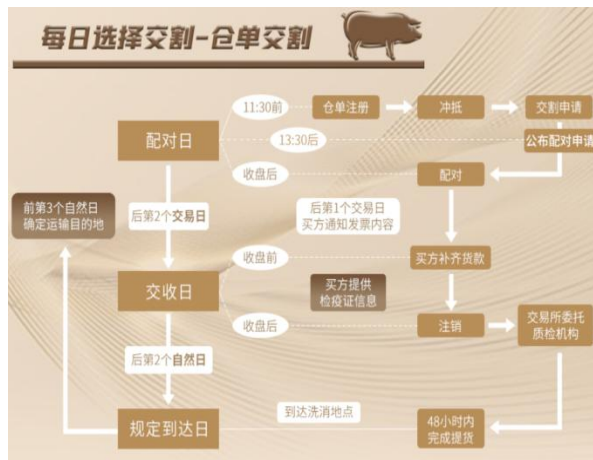 每日选择交割-仓单交割
11:30前
仓单注册
冲抵
交割申请
配对日
13:30后
公布配对申请
收盘后
配对
前第3个自然日
确定运输目的地
后第2个交易日
后第1个交易日
买方通知发票内容
收盘前
买方补齐货款
交收日
买方提供
检疫证信息
收盘后
注销
交易所委托
质检机构
后第2个自然日
规定到达日
到达洗消地点
48小时内
完成提货